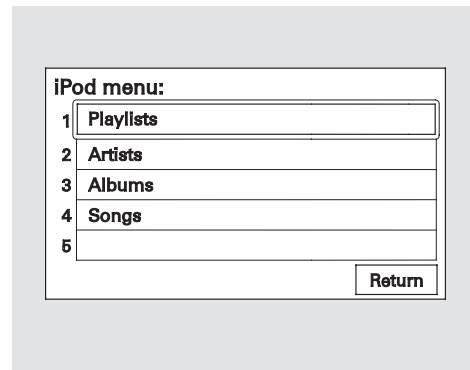 iPod menu:
1 Playlists
2 Artists
3 Albums
4 Songs
5
Return